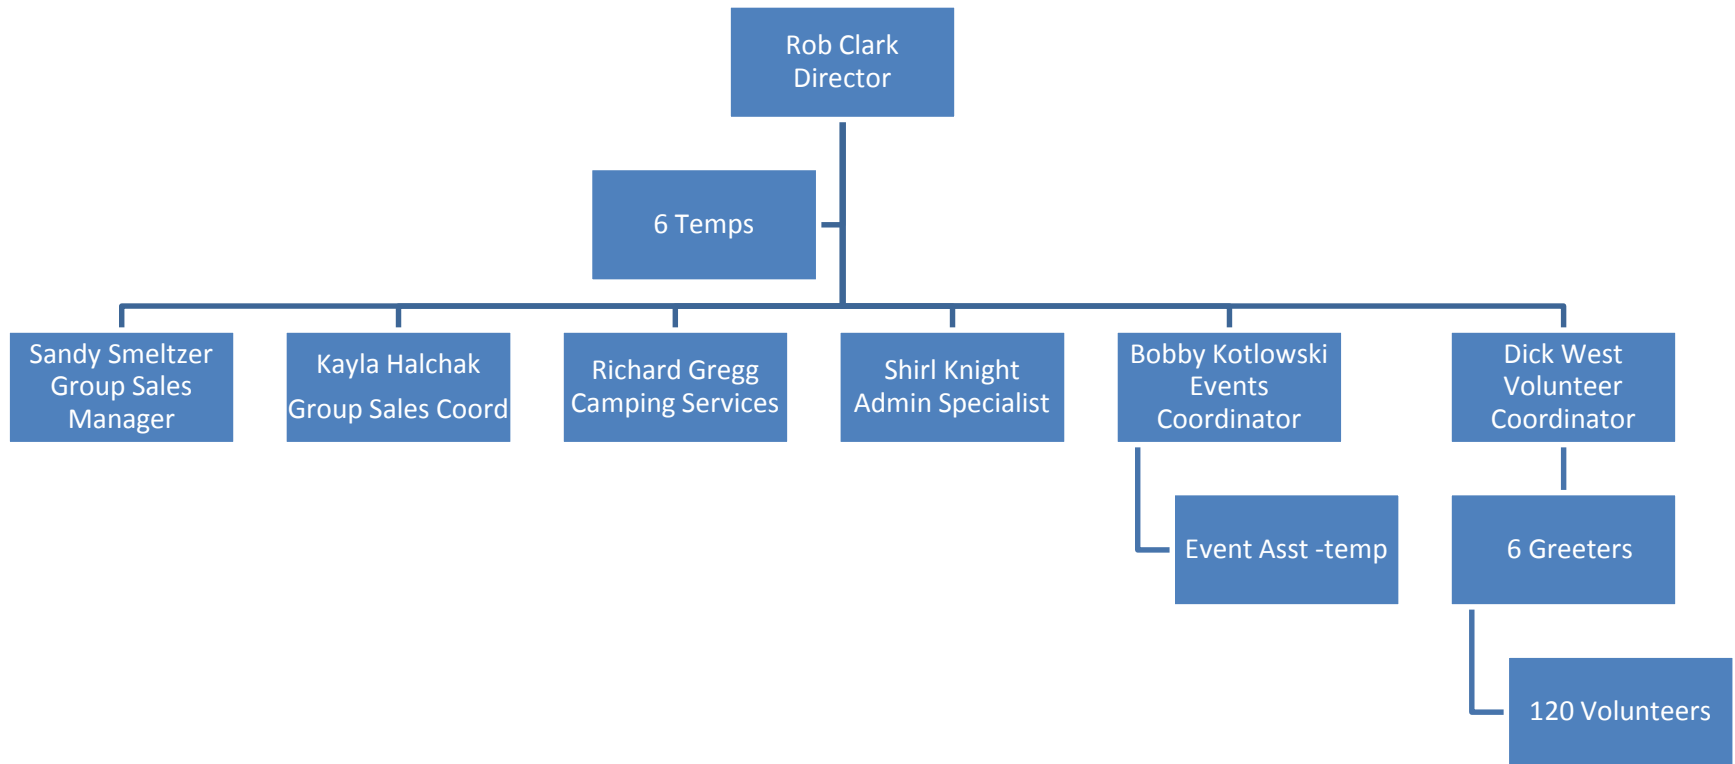 Rob Clark
Director
6 Temps
Sandy Smeltzer
Group Sales
Manager
Kayla Halchak
Group Sales Coord
Richard Gregg
Camping Services
Shirl Knight
Admin Specialist
Bobby Kotlowski
Events
Coordinator
Dick West
Volunteer
Coordinator
Event Asst -temp
6 Greeters
120 Volunteers